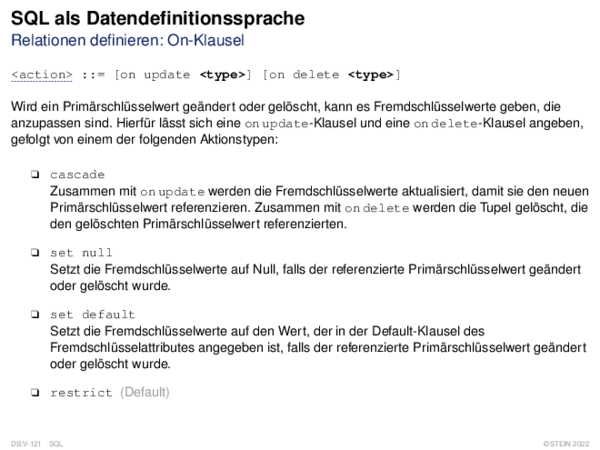 SQL als Datendefinitionssprache
Relationen definieren: On-Klausel
<action> ::= [on update <type>] [on delete <type>]
Wird ein Primärschlüsselwert geändert oder gelöscht, kann es Fremdschlüsselwerte geben, die
anzupassen sind. Hierfür lässt sich eine on update-Klausel und eine on delete-Klausel angeben,
gefolgt von einem der folgenden Aktionstypen:
❑ cascade
Zusammen mit on update werden die Fremdschlüsselwerte aktualisiert, damit sie den neuen
Primärschlüsselwert referenzieren. Zusammen mit on delete werden die Tupel gelöscht, die
den gelöschten Primärschlüsselwert referenzierten.
❑ set null
Setzt die Fremdschlüsselwerte auf Null, falls der referenzierte Primärschlüsselwert geändert
oder gelöscht wurde.
❑ set default
Setzt die Fremdschlüsselwerte auf den Wert, der in der Default-Klausel des
Fremdschlüsselattributes angegeben ist, falls der referenzierte Primärschlüsselwert geändert
oder gelöscht wurde.
❑ restrict (Default)
DB:V-121 SQL ©STEIN 2022